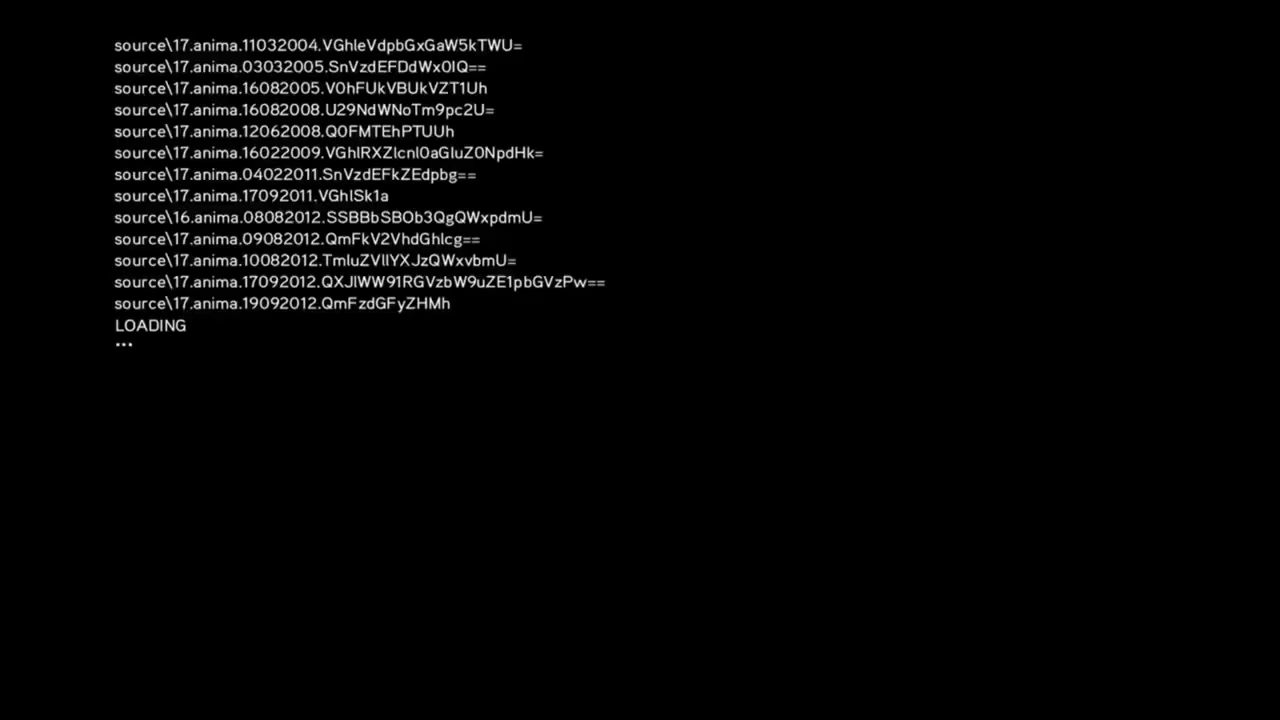 source\17.anima.11032004.VGhleVdpbGxGaW5kTWU=
source\17.anima.03032005.SnVzdEFDdWx0IQ==
source\17.anima.16082005.V0hFUkVBUkVZT1Uh
source\17.anima.16082008.U29NdWNoTm9pc2U=
source\17.anima.12062008.Q0FMTEhPTUUh
source\17.anima.16022009.VGhlRXZlcnl0aGluZ0NpdHk=
source\17.anima.04022011.SnVzdEFkZEdpbg==
source\17.anima.17092011.VGhlSk1a
source\16.anima.08082012.SSBBbSBOb3QgQWxpdmU=
source\17.anima.09082012.QmFkV2VhdGhlcg==
source\17.anima.10082012.TmluZVllYXJzQWxvbmU=
source\17.anima.17092012.QXJlWW91RGVzbW9uZE1pbGVzPw==
source\17.anima.19092012.QmFzdGFyZHMh
LOADING
...